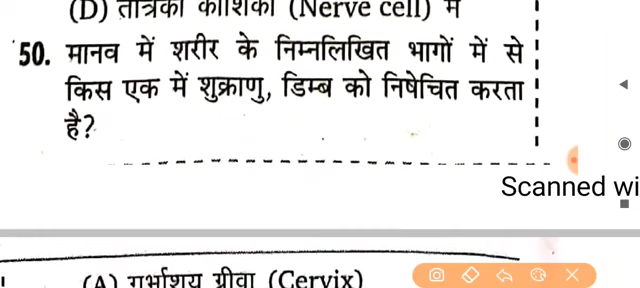 (D) तंत्रिका कोशिका (Nerve cell) में
50. मानव में शरीर के निम्नलिखित भागों में से
किस एक में शुक्राणु, डिम्ब को निषेचित करता
है?
Scanned wi
(A) गर्भाशय ग्रीवा (Cervix)